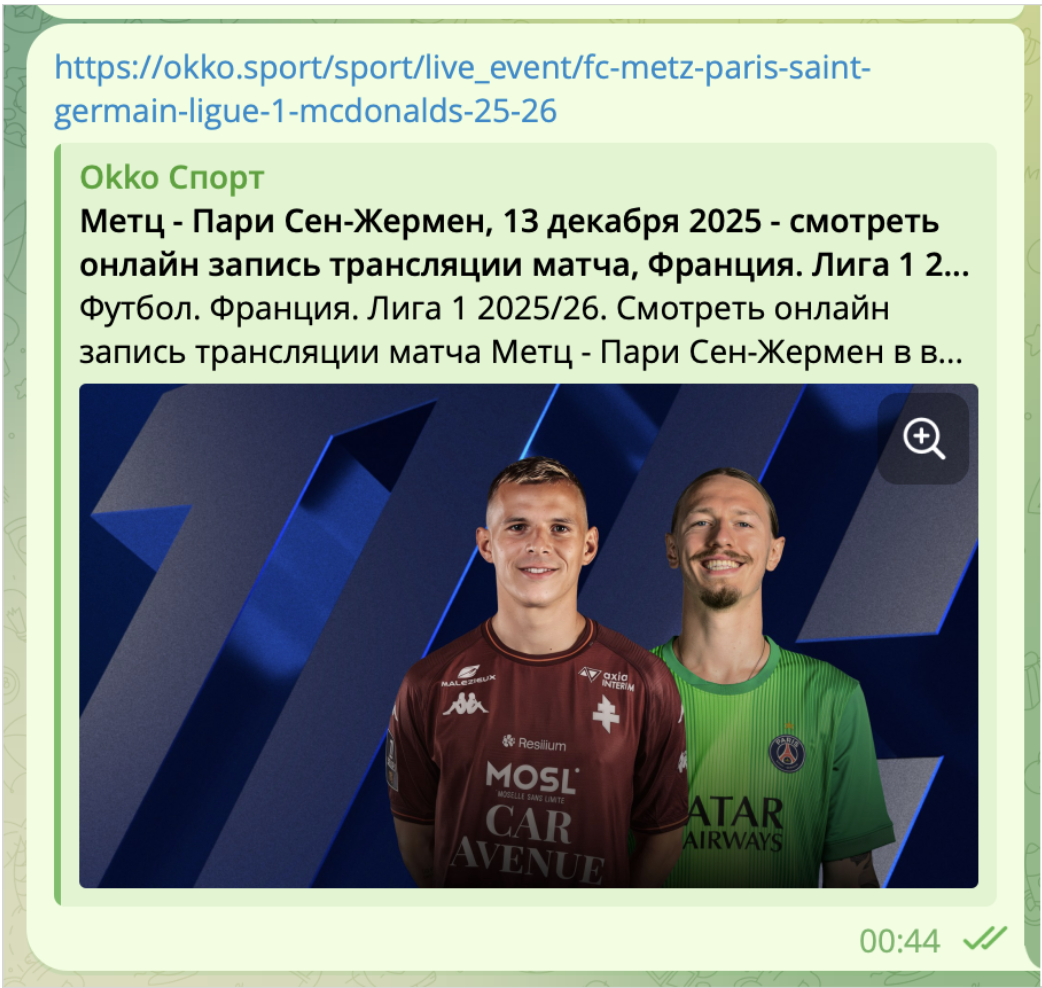 https://okko.sport/sport/live_event/fc-metz-paris-saint-
germain-ligue-1-mcdonalds-25-26
Okko Спорт
Метц - Пари Сен-Жермен, 13 декабря 2025 - смотреть
онлайн запись трансляции матча, Франция. Лига 1 2...
Футбол. Франция. Лига 1 2025/26. Смотреть онлайн
запись трансляции матча Метц - Пари Сен-Жермен в в...
MALEZIEUX
axia
INTERIM
PARIS
Resilium
MOSL
MOSELLE SANS LIMITE
CAR
AVENUE
ATAR
AIRWAYS
00:44